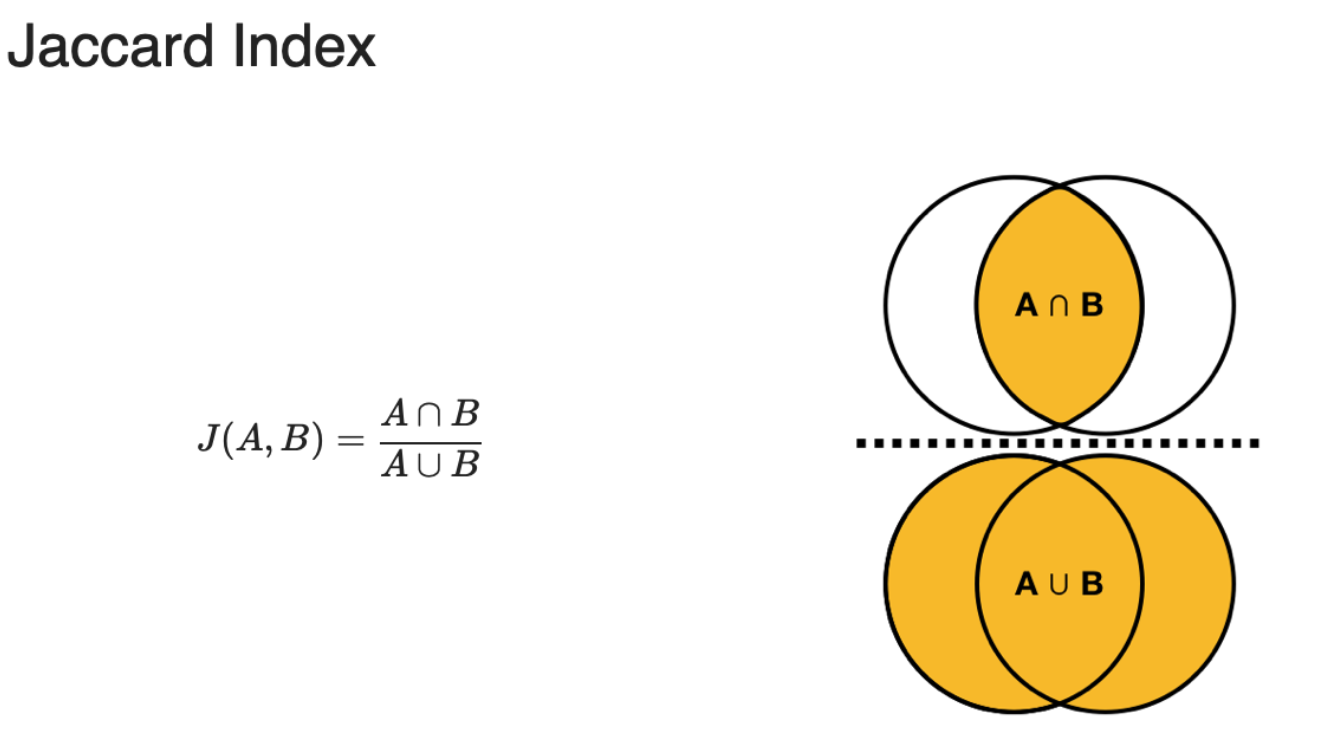 Jaccard Index
A ∩ B
J(A, B) = A ∩ B / A ∪ B
A ∪ B